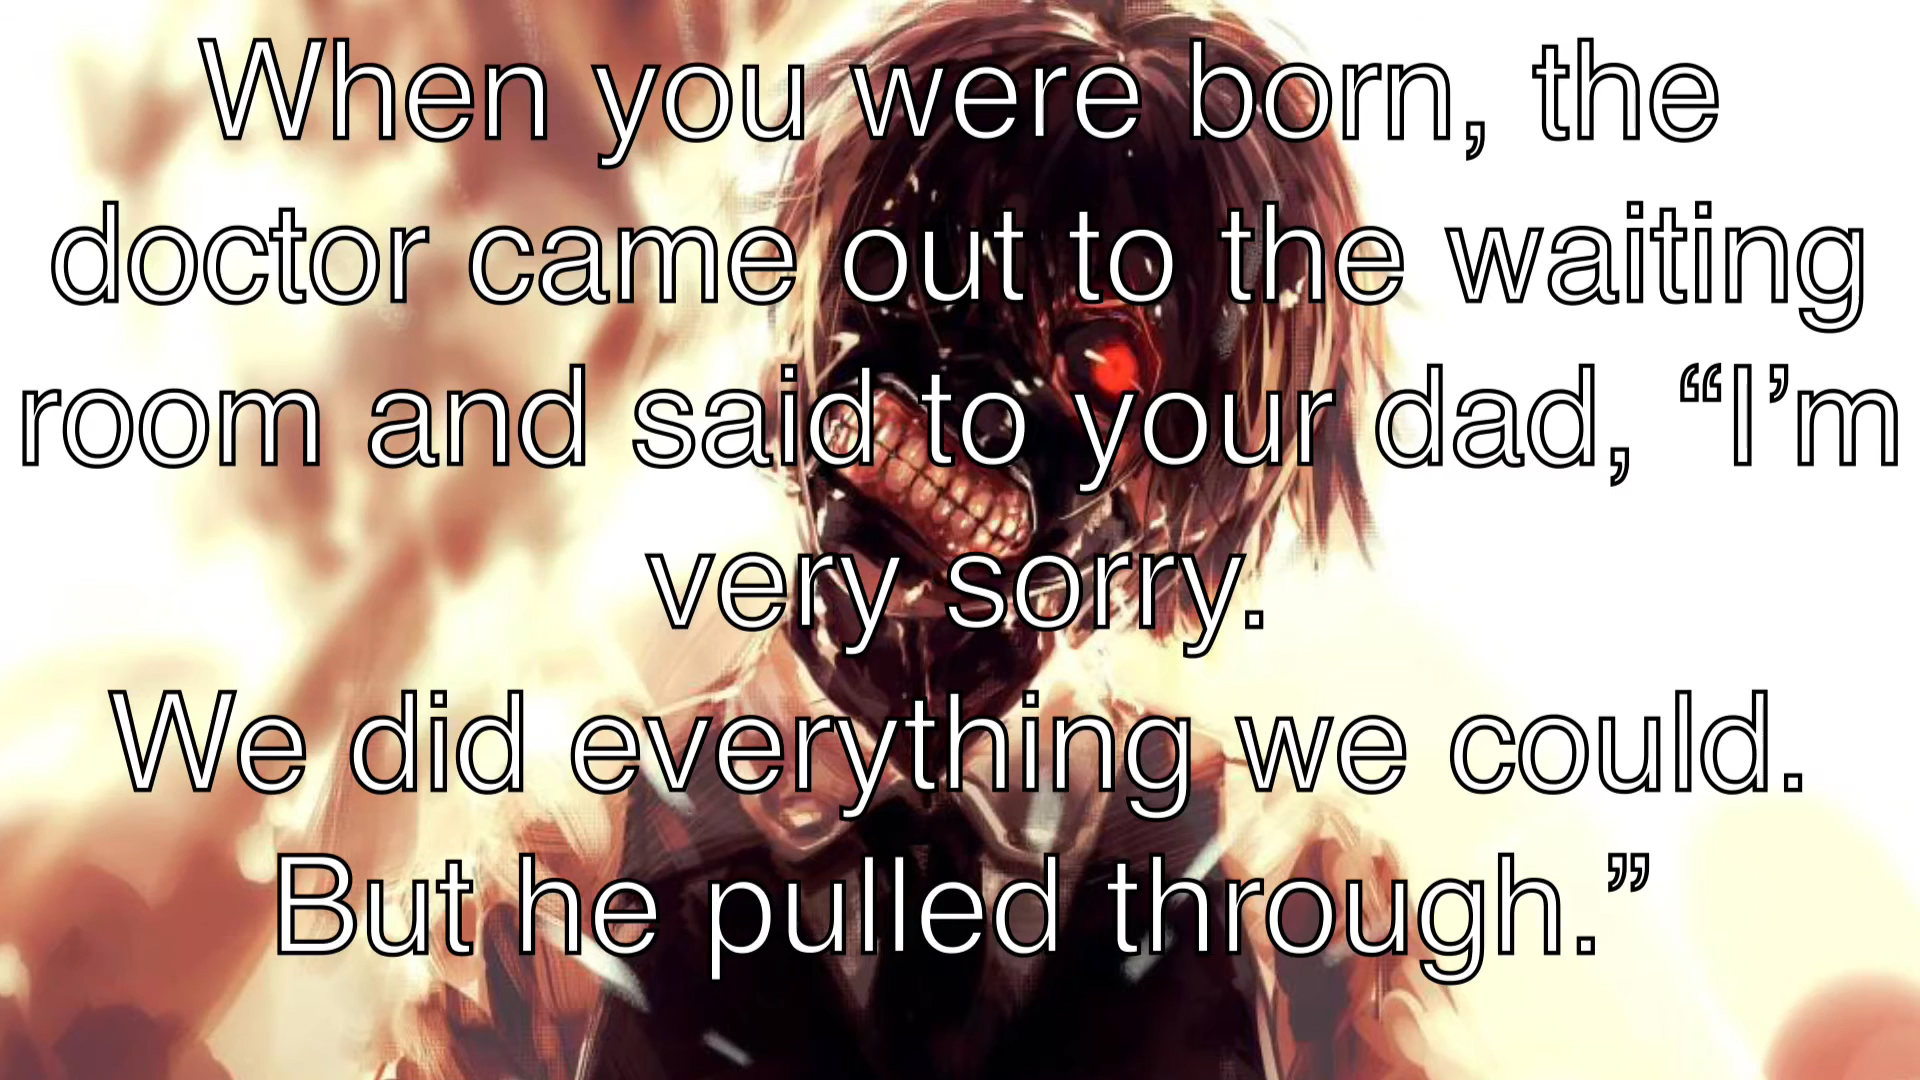 When you were born, the
doctor came out to the waiting
room and said to your dad, “I’m
very sorry.
We did everything we could.
But he pulled through.”